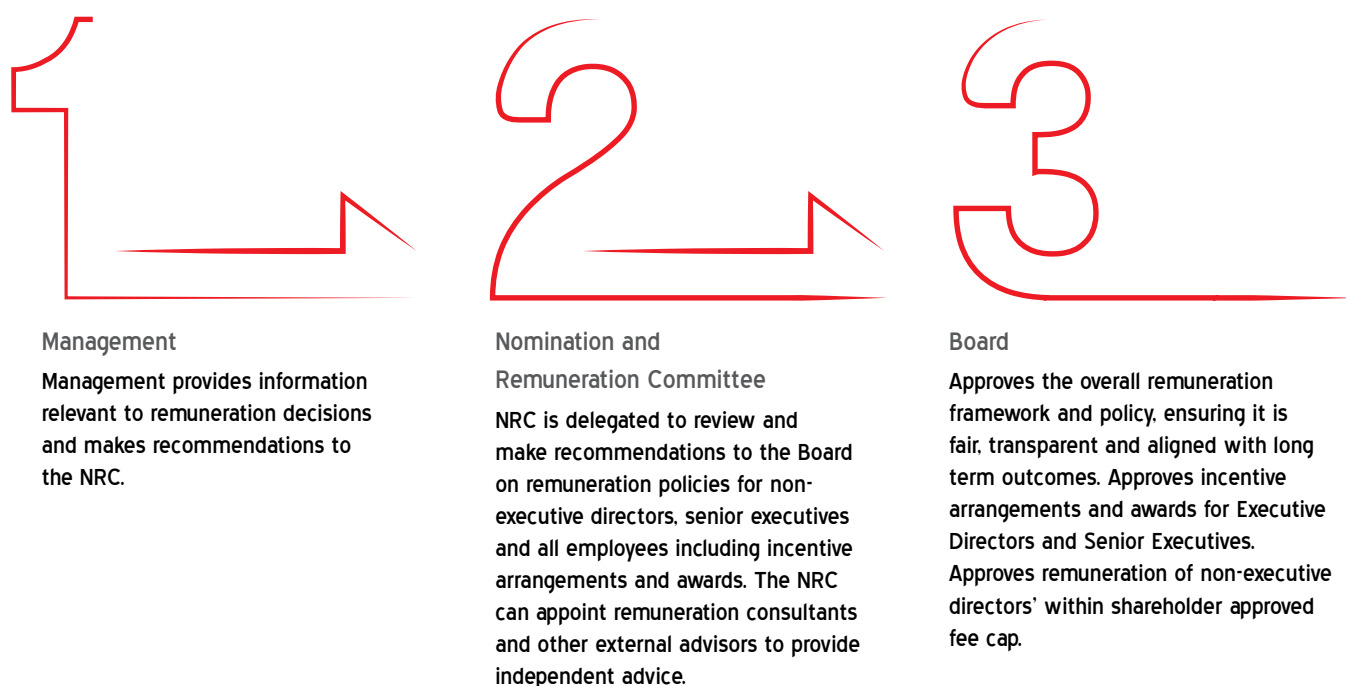 1
Management
Management provides information
relevant to remuneration decisions
and makes recommendations to
the NRC.
2
Nomination and
Remuneration Committee
NRC is delegated to review and
make recommendations to the Board
on remuneration policies for non-
executive directors, senior executives
and all employees including incentive
arrangements and awards. The NRC
can appoint remuneration consultants
and other external advisors to provide
independent advice.
3
Board
Approves the overall remuneration
framework and policy, ensuring it is
fair, transparent and aligned with long
term outcomes. Approves incentive
arrangements and awards for Executive
Directors and Senior Executives.
Approves remuneration of non-executive
directors’ within shareholder approved
fee cap.